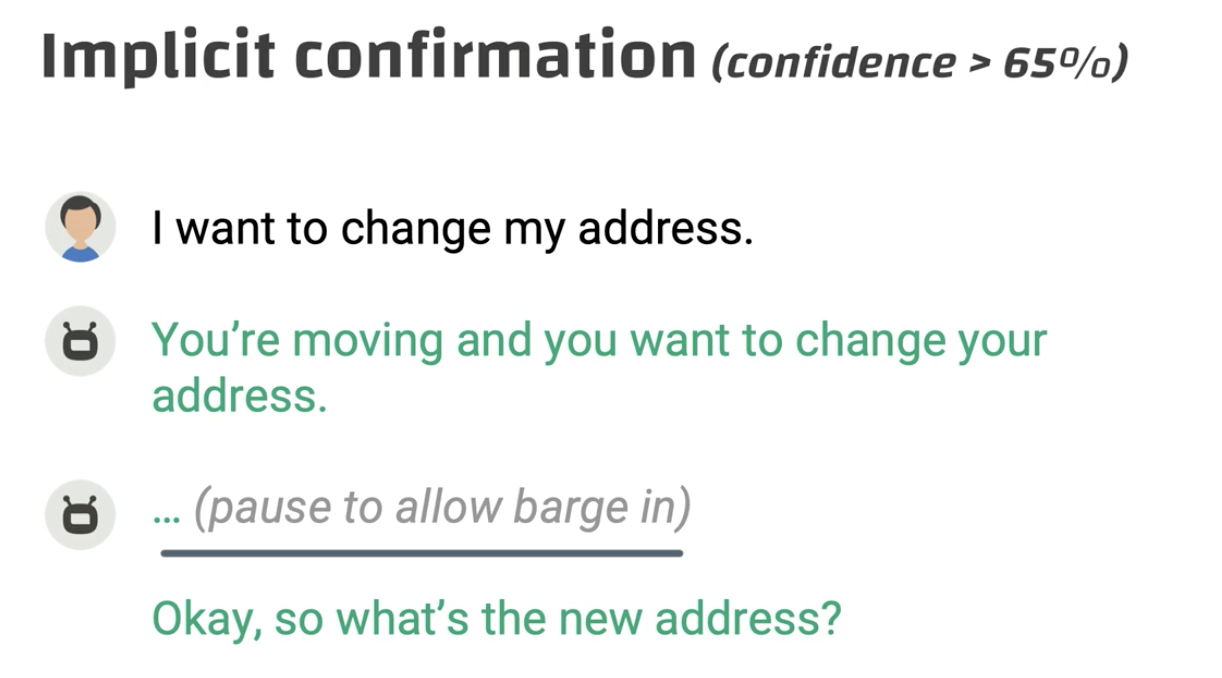 Implicit confirmation (confidence > 65%)
I want to change my address.
You’re moving and you want to change your
address.
... (pause to allow barge in)
Okay, so what’s the new address?